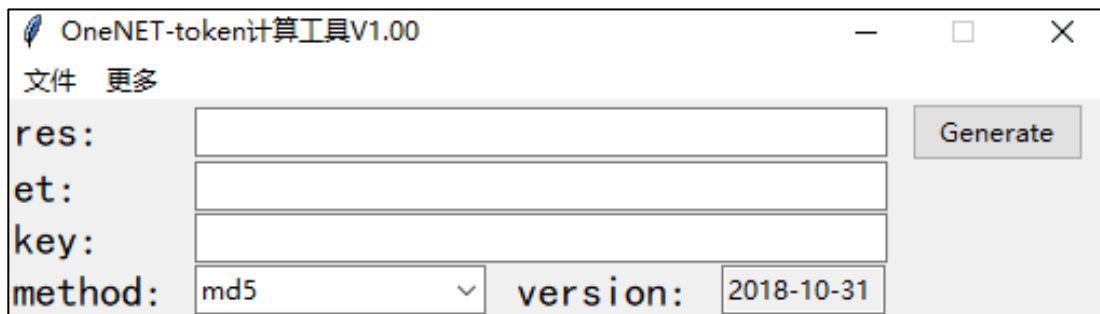 OneNET-token计算工具V1.00
文件 更多
res: Generate
et:
key:
method: md5 version: 2018-10-31